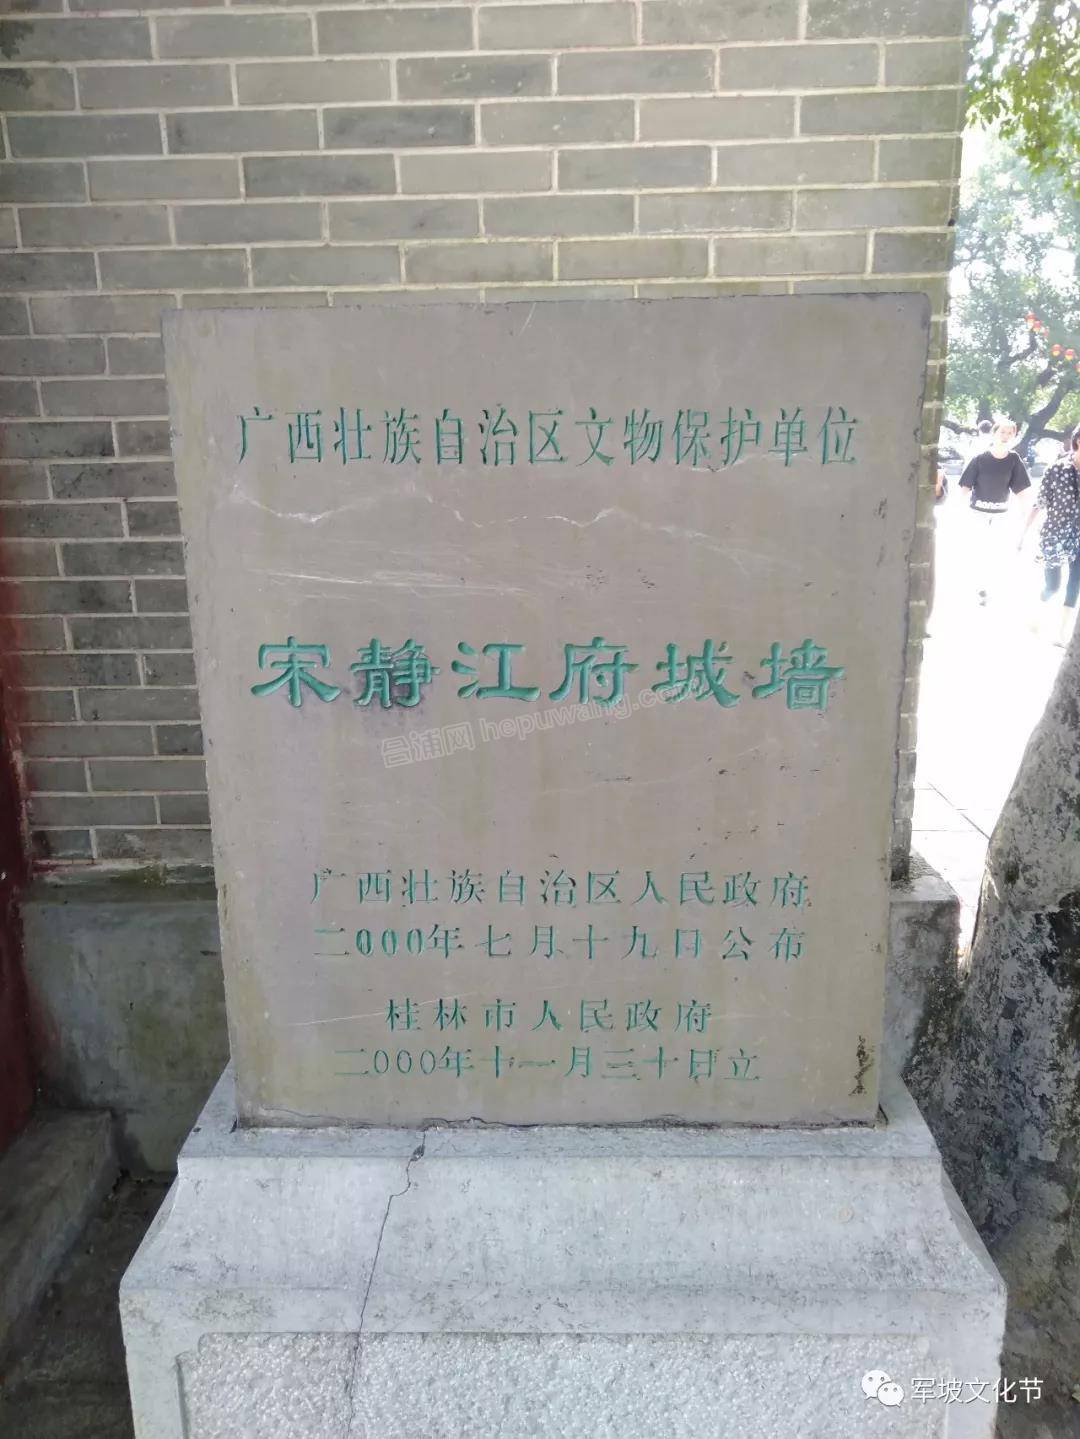 广西壮族自治区文物保护单位
宋静江府城墙
合浦网 hepuwang.com
广西壮族自治区人民政府
二000年七月十九日公布
桂林市人民政府
二000年十一月三十日立
军坡文化节